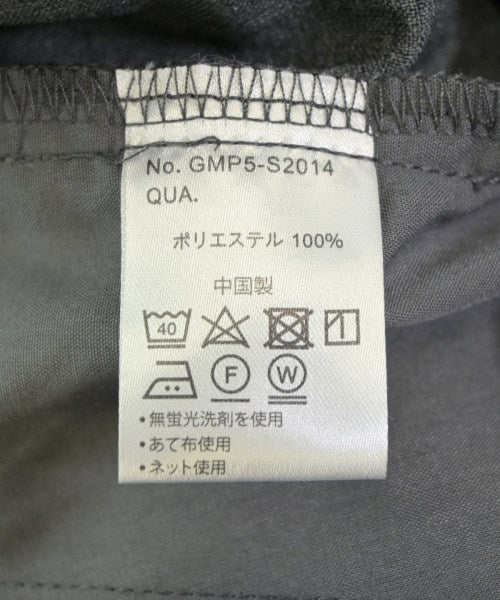 No. GMP5-S2014
QUA.
ポリエステル 100%
中国製
40
F W
・無蛍光洗剤を使用
・あて布使用
・ネット使用